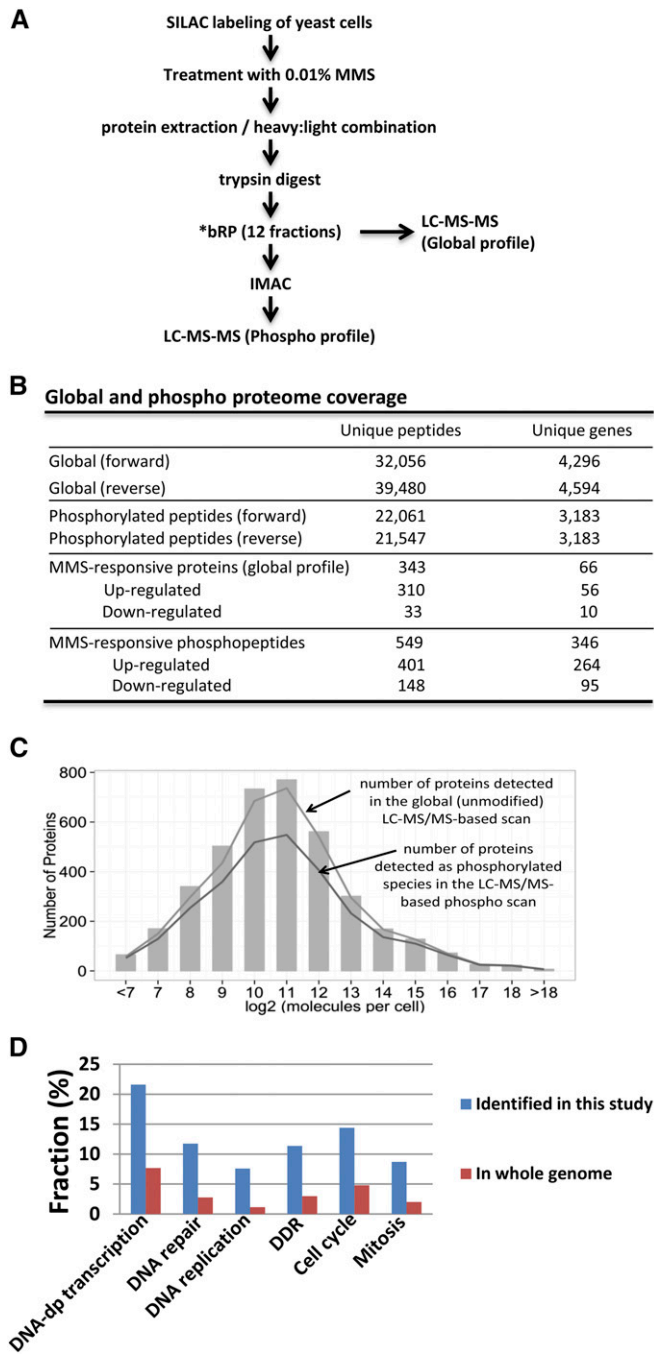 A
SILAC labeling of yeast cells
Treatment with 0.01% MMS
protein extraction / heavy:light combination
trypsin digest
*bRP (12 fractions)
LC-MS-MS
(Global profile)
IMAC
LC-MS-MS (Phospho profile)
B
Global and phospho proteome coverage
Unique peptides Unique genes
Global (forward) 32,056 4,296
Global (reverse) 39,480 4,594
Phosphorylated peptides (forward) 22,061 3,183
Phosphorylated peptides (reverse) 21,547 3,183
MMS-responsive proteins (global profile) 343 66
Up-regulated 310 56
Down-regulated 33 10
MMS-responsive phosphopeptides 549 346
Up-regulated 401 264
Down-regulated 148 95
C
Number of Proteins
800
600
400
200
0
number of proteins detected
in the global (unmodified)
LC-MS/MS-based scan
number of proteins
detected as phosphorylated
species in the LC-MS/MS-
based phospho scan
<7 7 8 9 10 11 12 13 14 15 16 17 18 >18
log2 (molecules per cell)
D
Fraction (%)
25
20
15
10
5
0
Identified in this study
In whole genome
DNA-dp transcription
DNA repair
DNA replication
DDR
Cell cycle
Mitosis